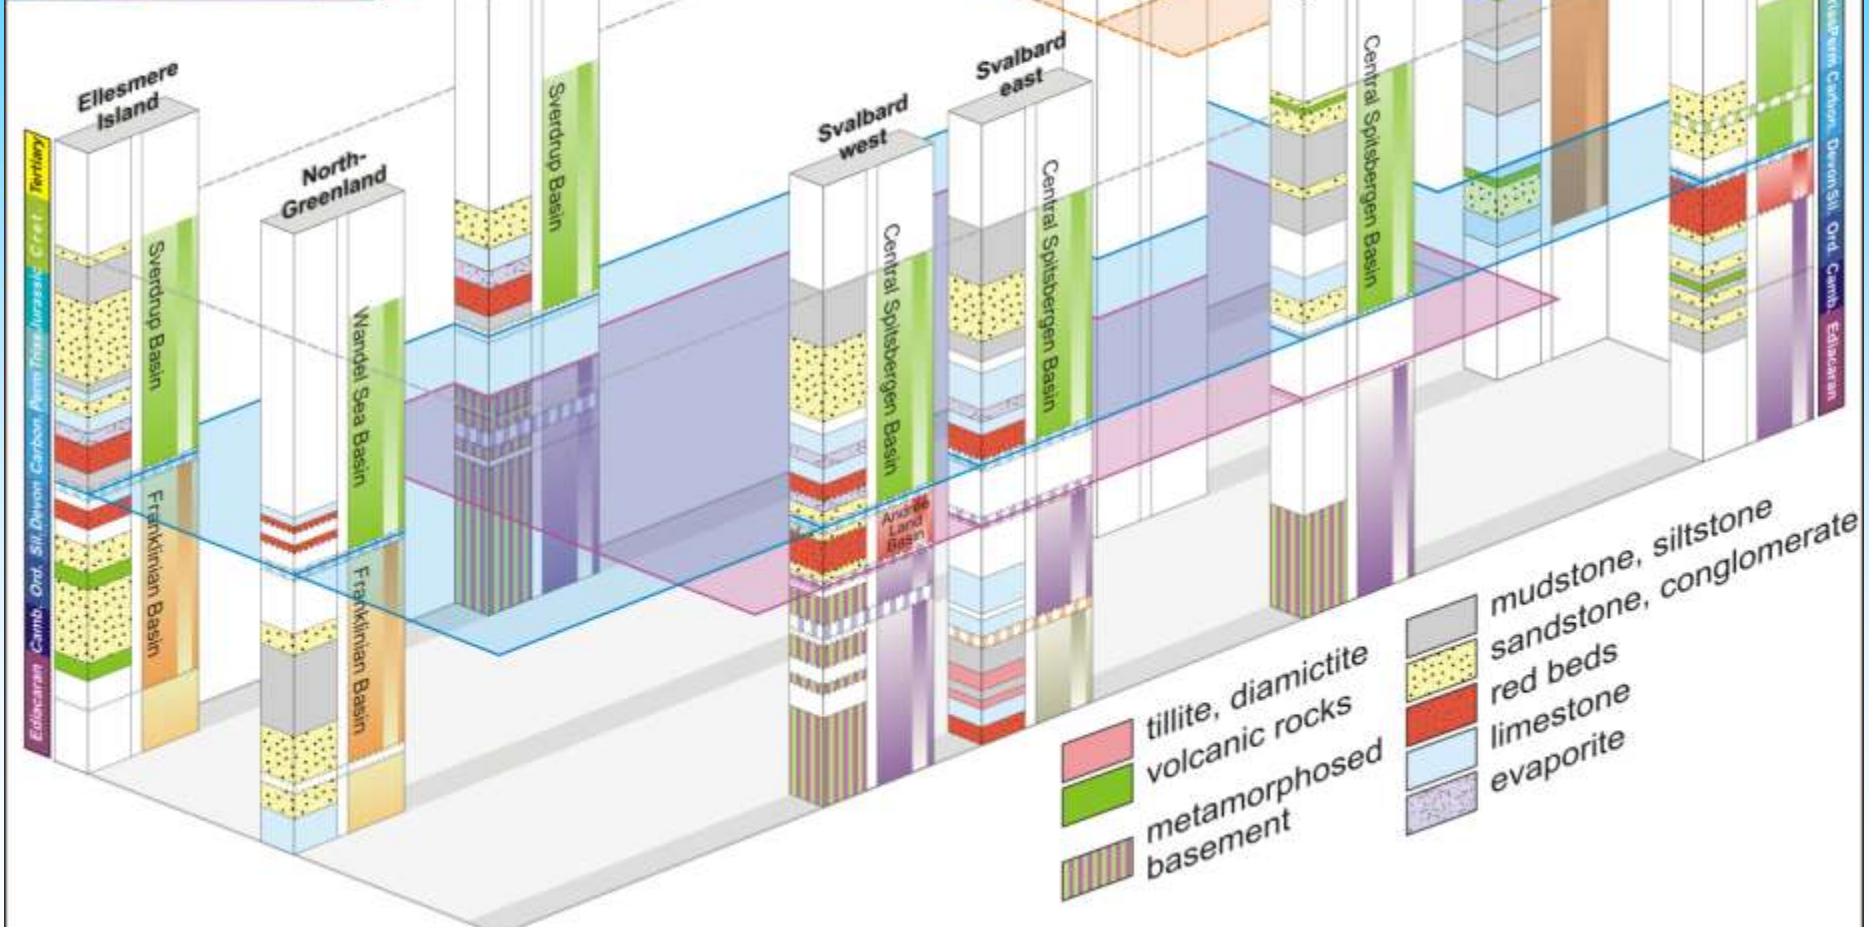 Ellesmere
Island
North-
Greenland
Svalbard
west
Svalbard
east
Tertiary
Cret.
Jurassic
Trias
Perm
Carbon.
Devon
Sil.
Ord.
Camb.
Ediacaran
Sverdrup Basin
Franklinian Basin
Wandel Sea Basin
Franklinian Basin
Sverdrup Basin
Central Spitsbergen Basin
Andrée
Land
Basin
Central Spitsbergen Basin
Central Spitsbergen Basin
Perm
Carbon.
Devon
Sil.
Ord.
Camb.
Ediacaran
tillite, diamictite
volcanic rocks
metamorphosed
basement
mudstone, siltstone
sandstone, conglomerate
red beds
limestone
evaporite